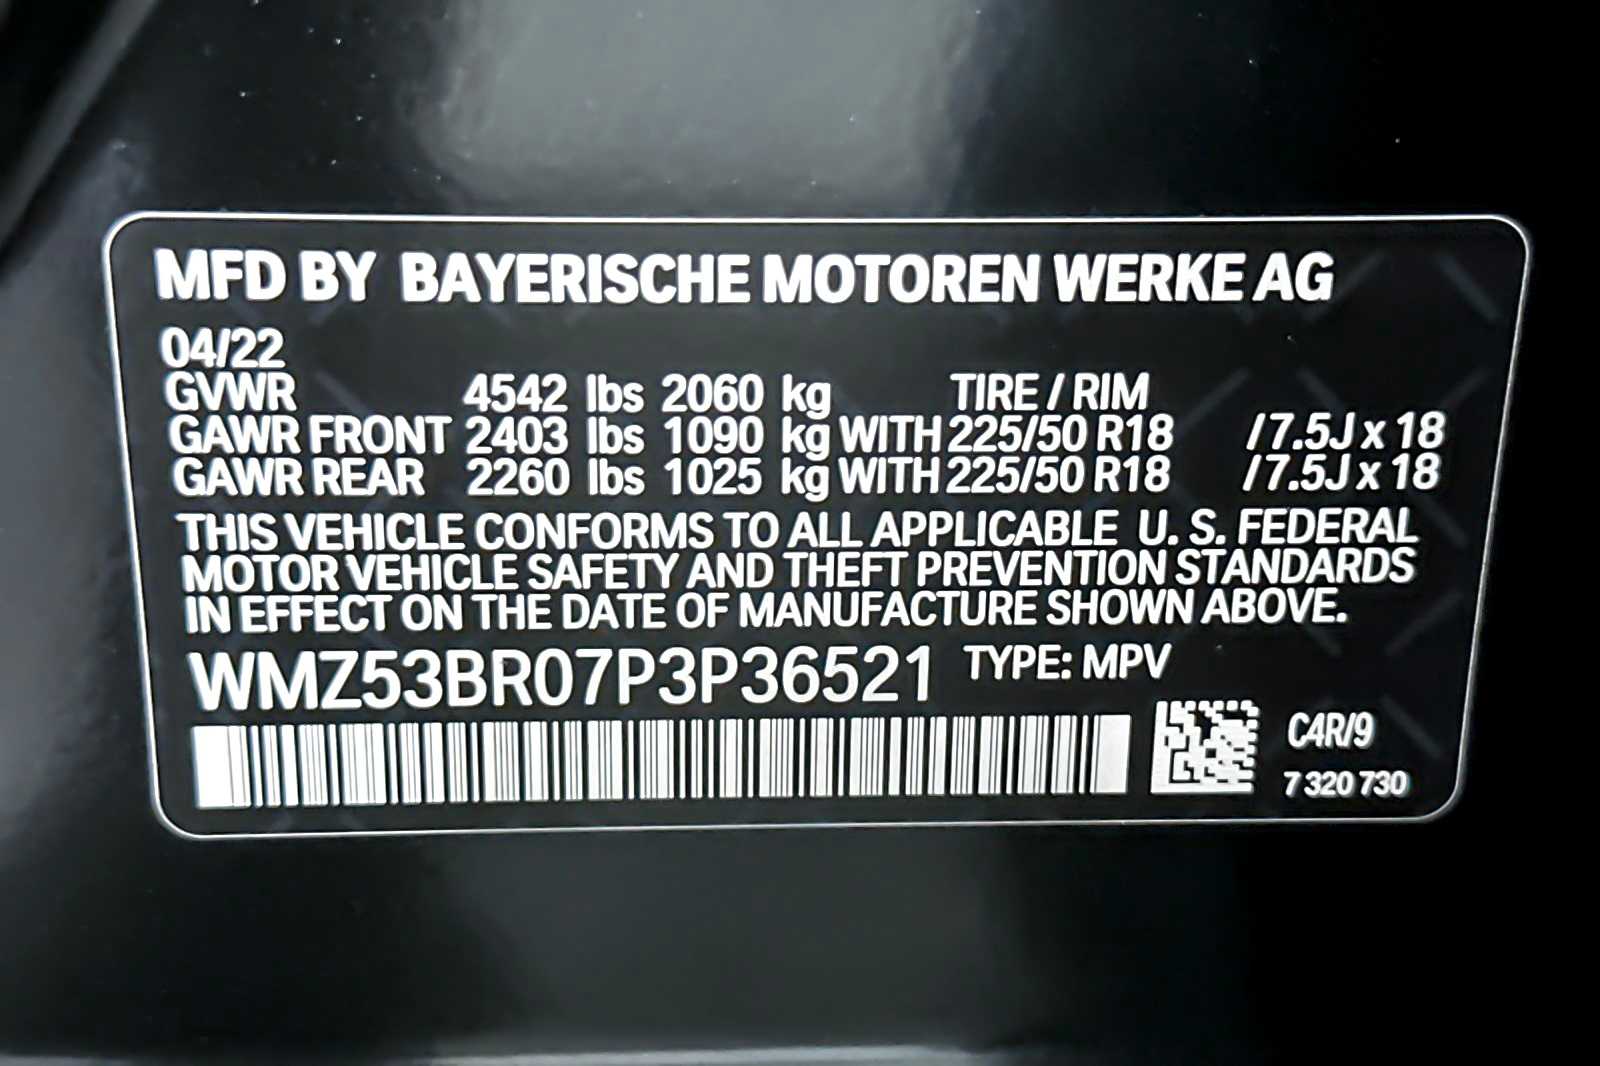 MFD BY BAYERISCHE MOTOREN WERKE AG
04/22
GVWR 4542 lbs 2060 kg TIRE / RIM
GAWR FRONT 2403 lbs 1090 kg WITH 225/50 R18 /7.5J x 18
GAWR REAR 2260 lbs 1025 kg WITH 225/50 R18 /7.5J x 18
THIS VEHICLE CONFORMS TO ALL APPLICABLE U. S. FEDERAL
MOTOR VEHICLE SAFETY AND THEFT PREVENTION STANDARDS
IN EFFECT ON THE DATE OF MANUFACTURE SHOWN ABOVE.
WMZ53BR07P3P36521 TYPE: MPV
C4R/9
7 320 730